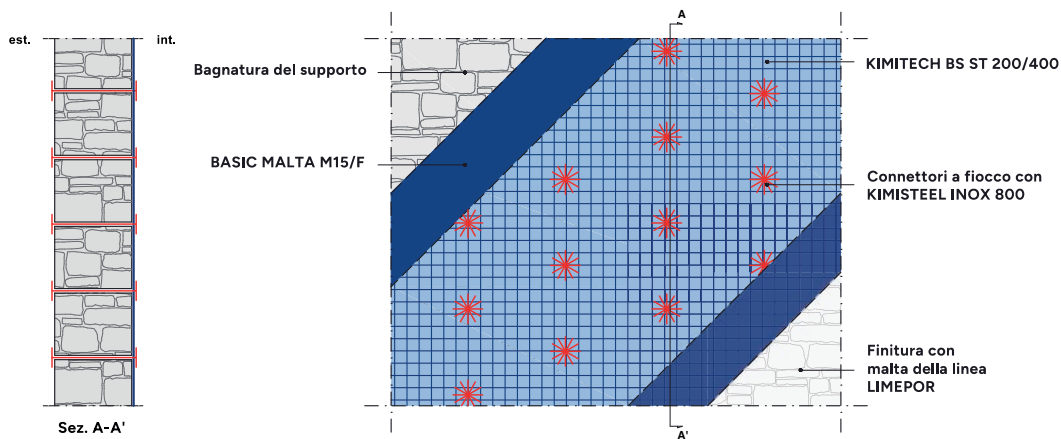 est.
int.
Sez. A-A'
A
Bagnatura del supporto
BASIC MALTA M15/F
KIMITECH BS ST 200/400
Connettori a fiocco con
KIMISTEEL INOX 800
Finitura con
malta della linea
LIMEPOR
A'